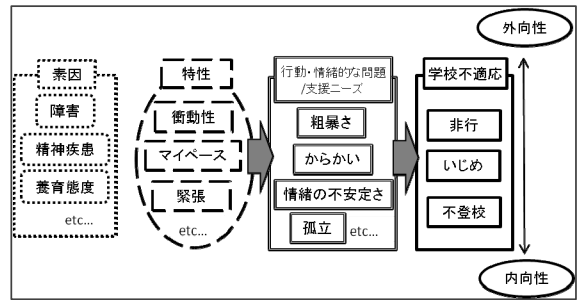 素因
障害
精神疾患
養育態度
etc…
特性
衝動性
マイペース
緊張
etc…
行動・情緒的な問題
/支援ニーズ
粗暴さ
からかい
情緒の不安定さ
孤立
etc…
学校不適応
非行
いじめ
不登校
外向性
内向性